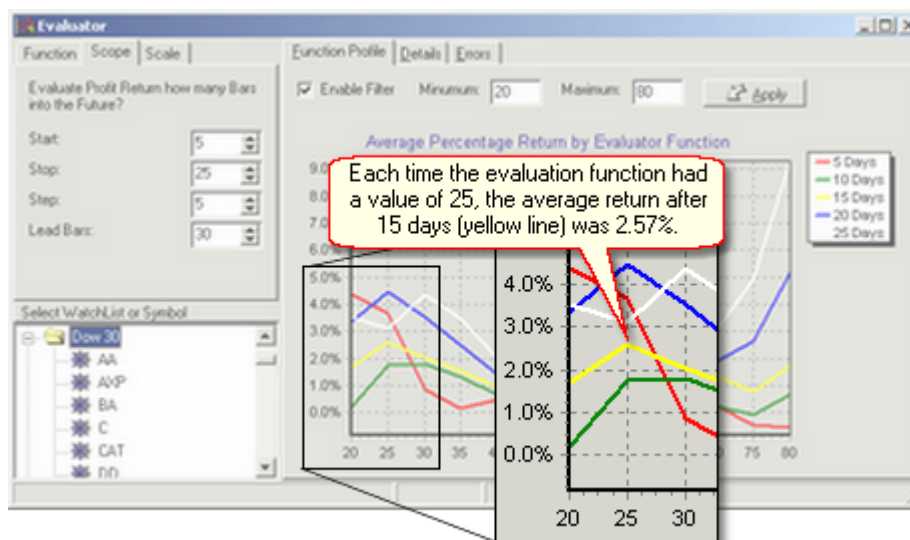 Evaluator
Function Scope Scale
Evaluate Profit Return how many Bars
into the Future?
Start: 5
Stop: 25
Step: 5
Lead Bars: 30
Select WatchList or Symbol
Dow 30
AA
AXP
BA
C
CAT
DD
Function Profile Details Errors
Enable Filter Minumum: 20 Maximum: 80 Apply
Average Percentage Return by Evaluator Function
Each time the evaluation function had
a value of 25, the average return after
15 days (yellow line) was 2.57%.
5 Days
10 Days
15 Days
20 Days
25 Days
9.0
8.0
7.0
6.0%
5.0%
4.0%
3.0%
2.0%
1.0%
0.0%
20 25 30 35 75 80
4.0%
3.0%
2.0%
1.0%
0.0%
20 25 30